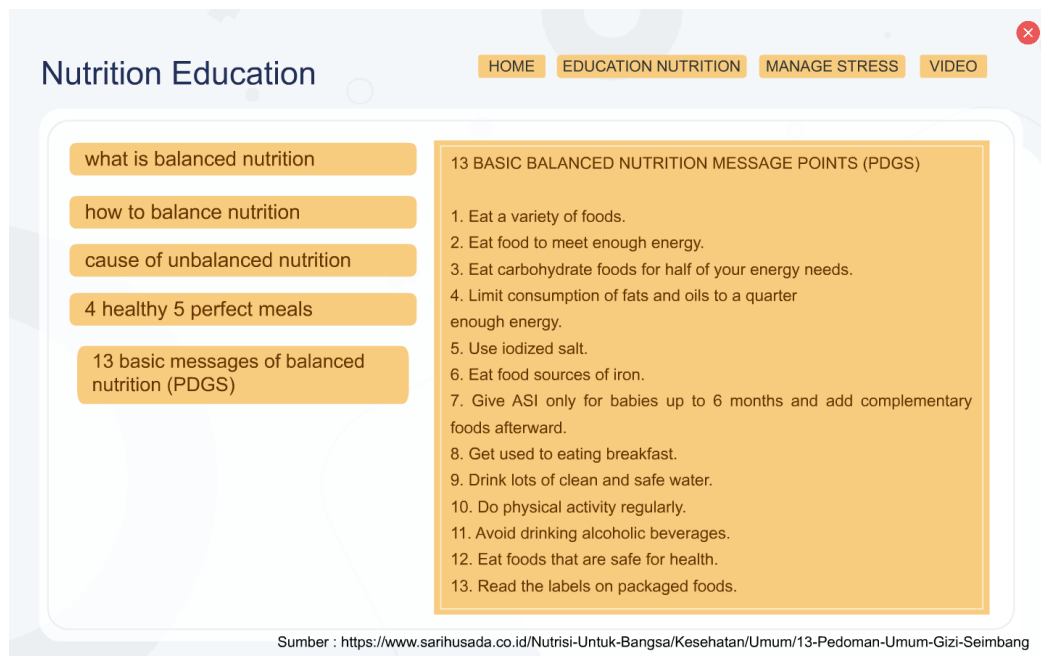 Nutrition Education
HOME
EDUCATION NUTRITION
MANAGE STRESS
VIDEO
what is balanced nutrition
how to balance nutrition
cause of unbalanced nutrition
4 healthy 5 perfect meals
13 basic messages of balanced
nutrition (PDGS)
13 BASIC BALANCED NUTRITION MESSAGE POINTS (PDGS)
1. Eat a variety of foods.
2. Eat food to meet enough energy.
3. Eat carbohydrate foods for half of your energy needs.
4. Limit consumption of fats and oils to a quarter
enough energy.
5. Use iodized salt.
6. Eat food sources of iron.
7. Give ASI only for babies up to 6 months and add complementary
foods afterward.
8. Get used to eating breakfast.
9. Drink lots of clean and safe water.
10. Do physical activity regularly.
11. Avoid drinking alcoholic beverages.
12. Eat foods that are safe for health.
13. Read the labels on packaged foods.
Sumber : https://www.sarihusada.co.id/Nutrisi-Untuk-Bangsa/Kesehatan/Umum/13-Pedoman-Umum-Gizi-Seimbang